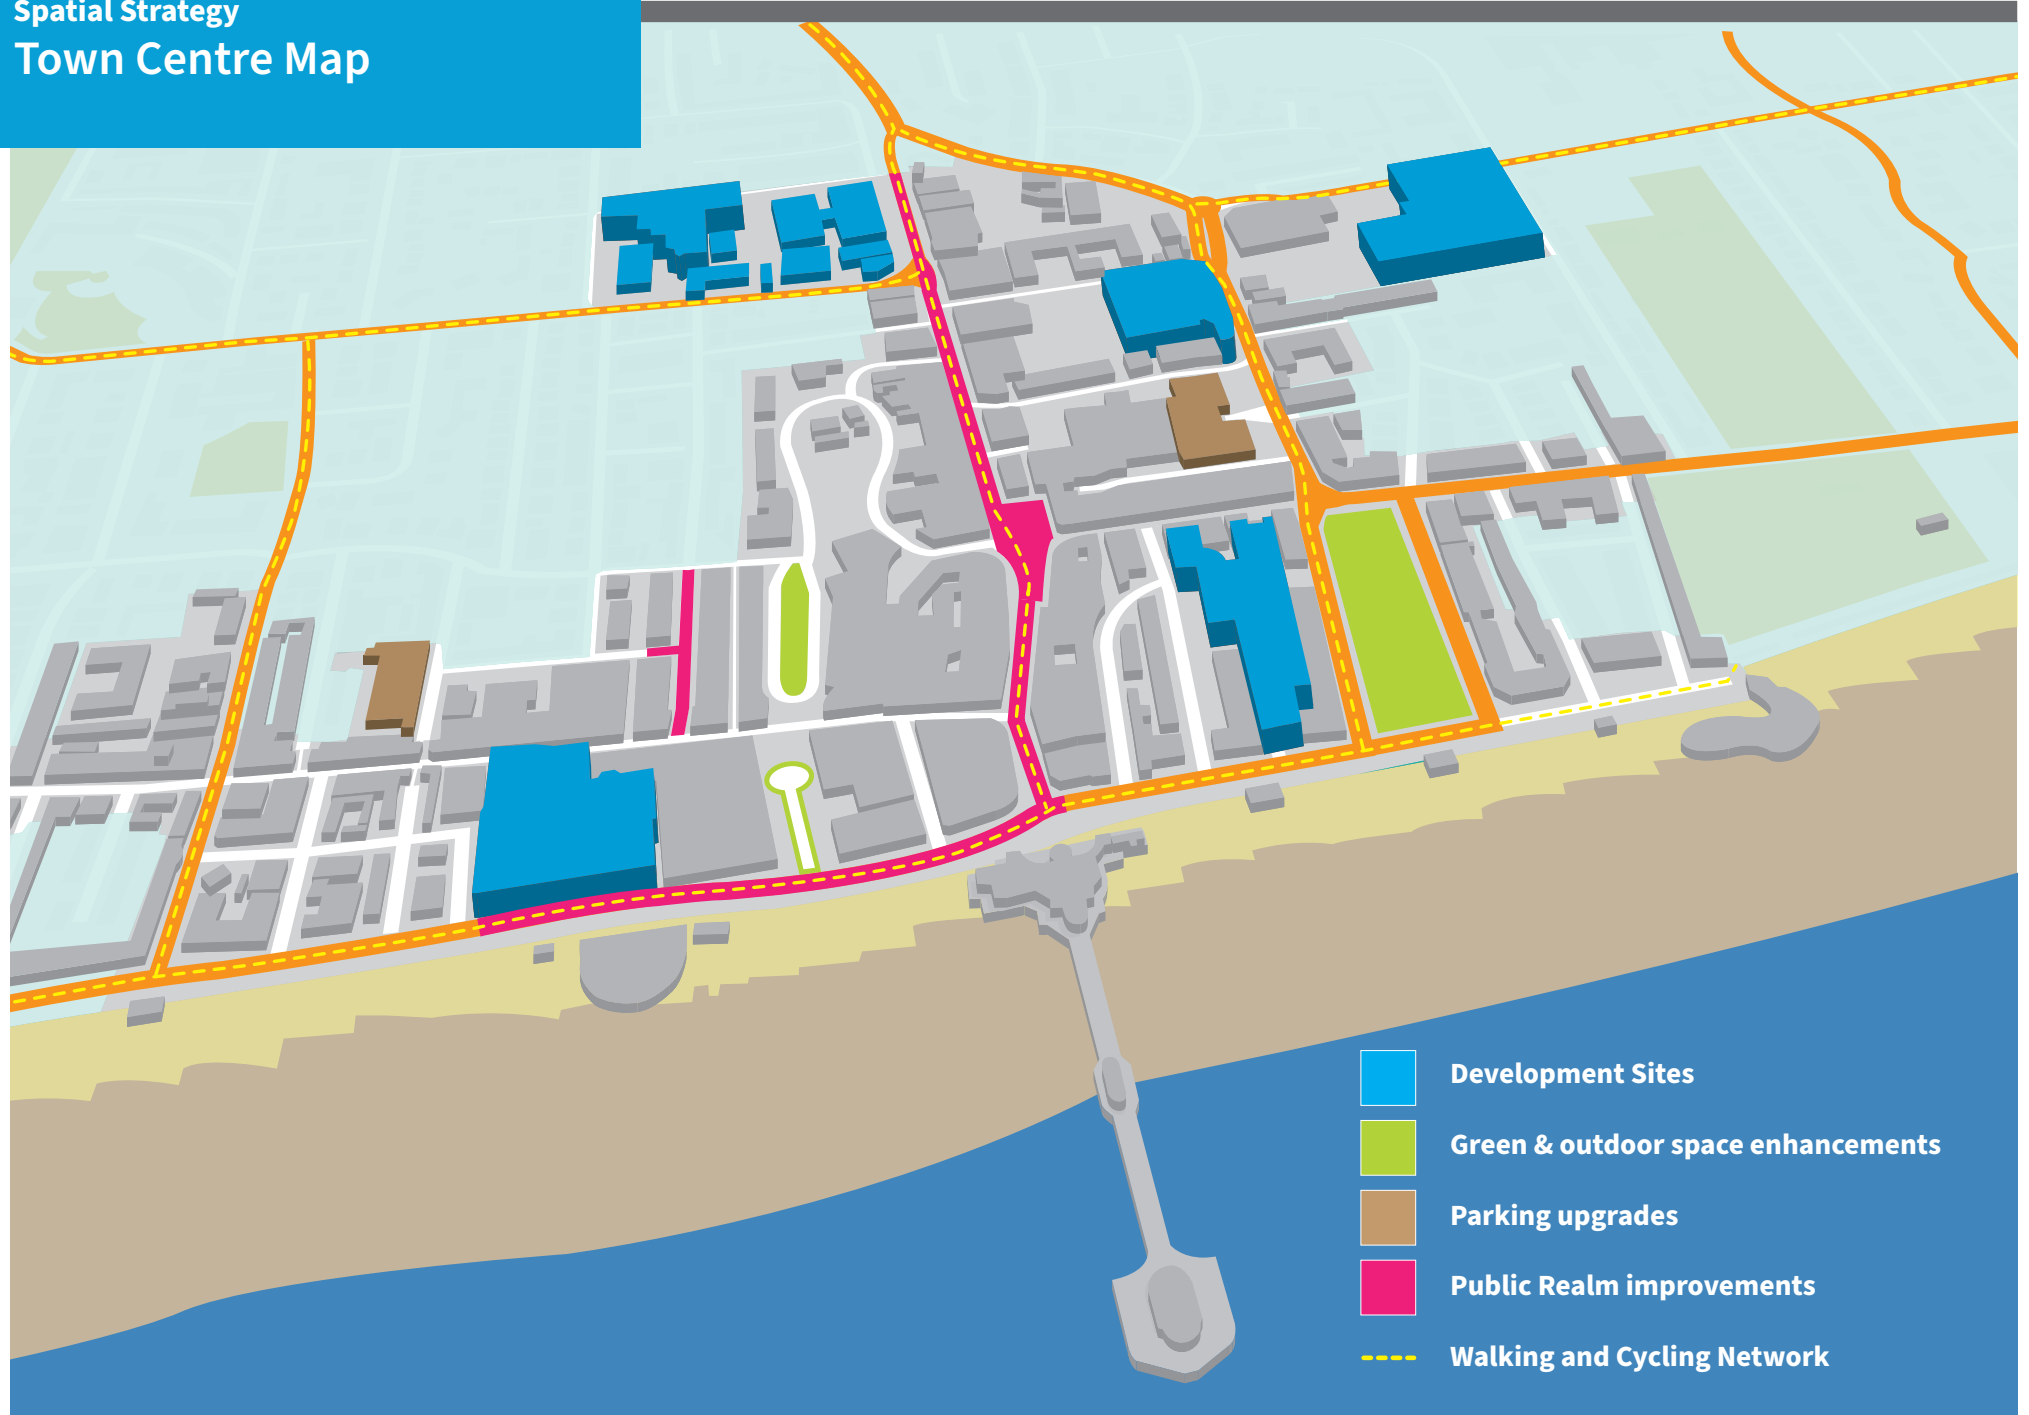 Spatial Strategy
Town Centre Map
Development Sites
Green & outdoor space enhancements
Parking upgrades
Public Realm improvements
Walking and Cycling Network